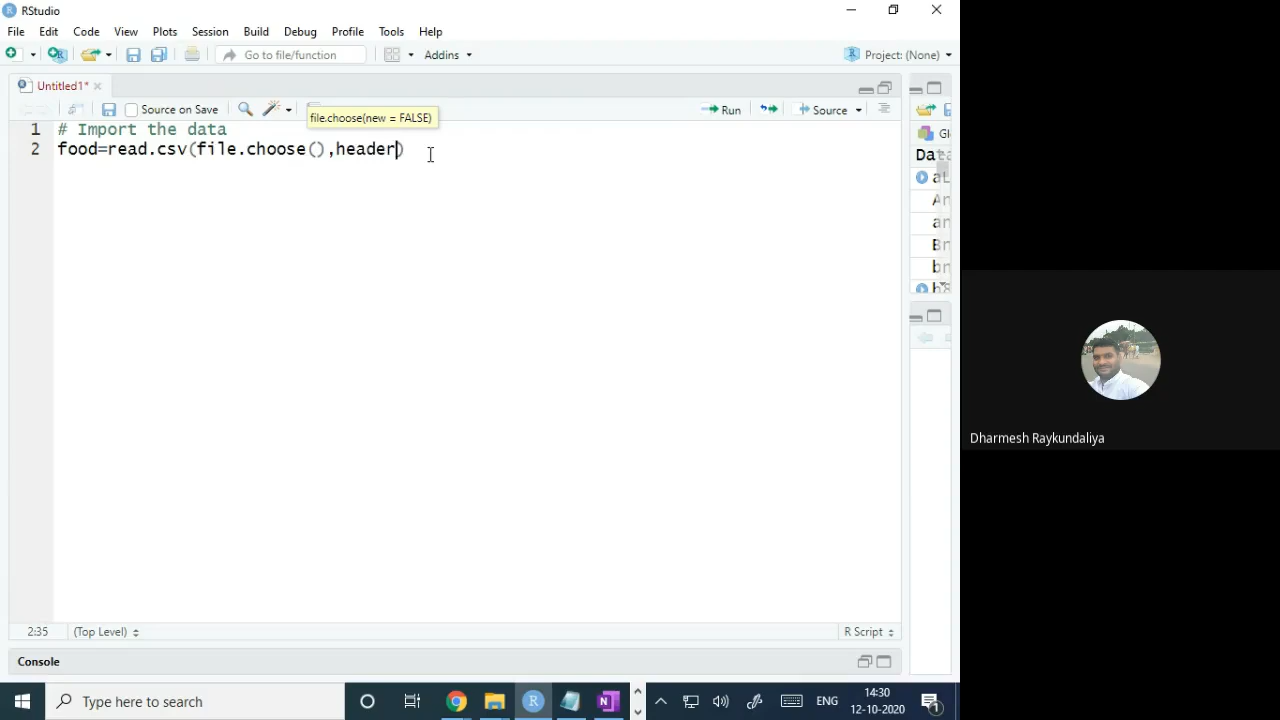 RStudio
File Edit Code View Plots Session Build Debug Profile Tools Help
Go to file/function
Addins
Project: (None)
Untitled1*
Source on Save
file.choose(new = FALSE)
Run
Source
1 # Import the data
2 food=read.csv(file.choose(),header)
Data
2:35
(Top Level)
R Script
Console
Dharmesh Raykundaliya
Type here to search
ENG
14:30
12-10-2020
1